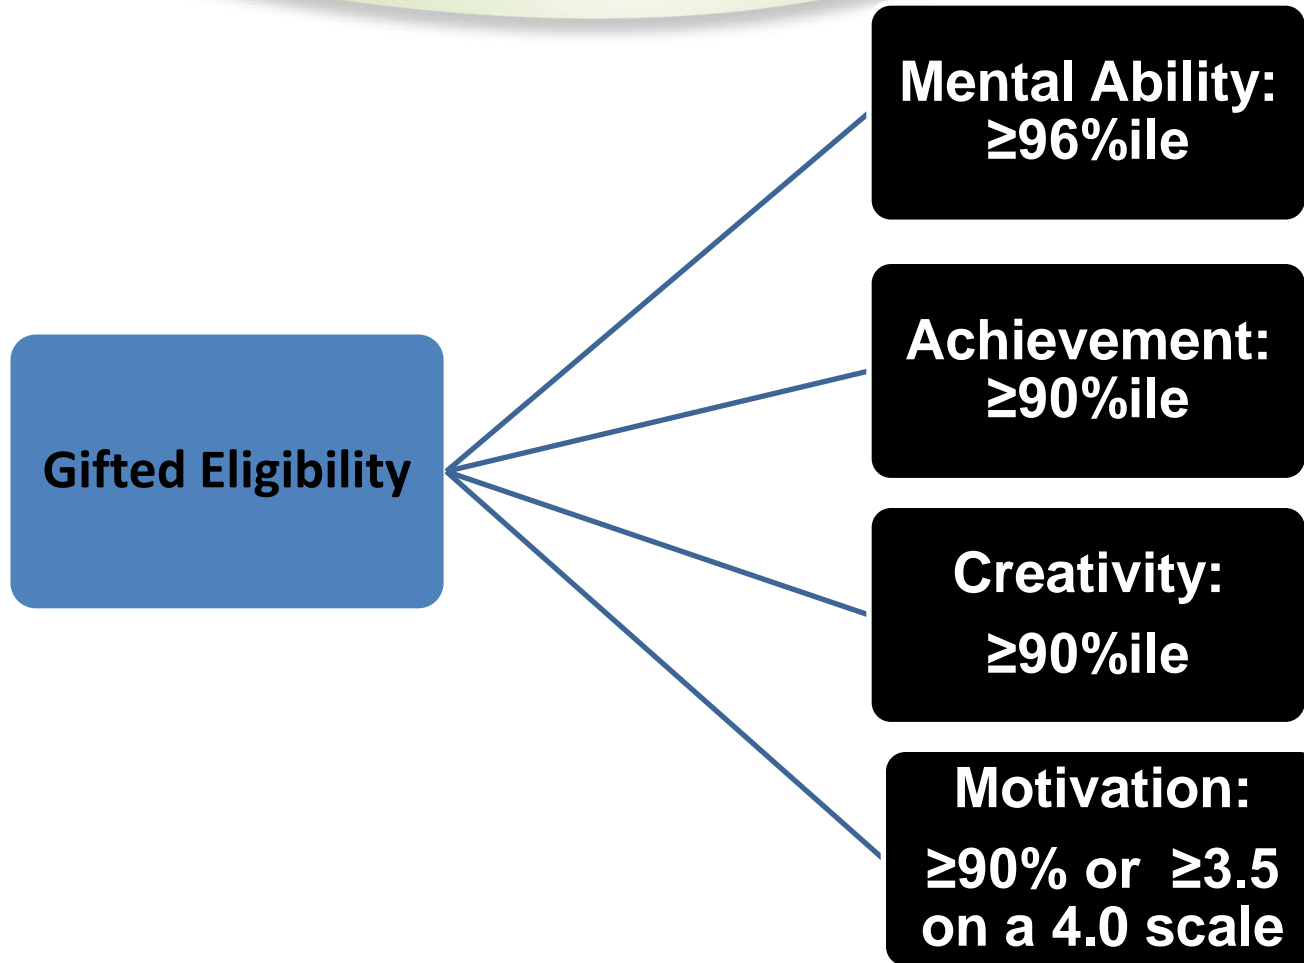 Mental Ability:
≥96%ile
Achievement:
≥90%ile
Gifted Eligibility
Creativity:
≥90%ile
Motivation:
≥90% or ≥3.5
on a 4.0 scale